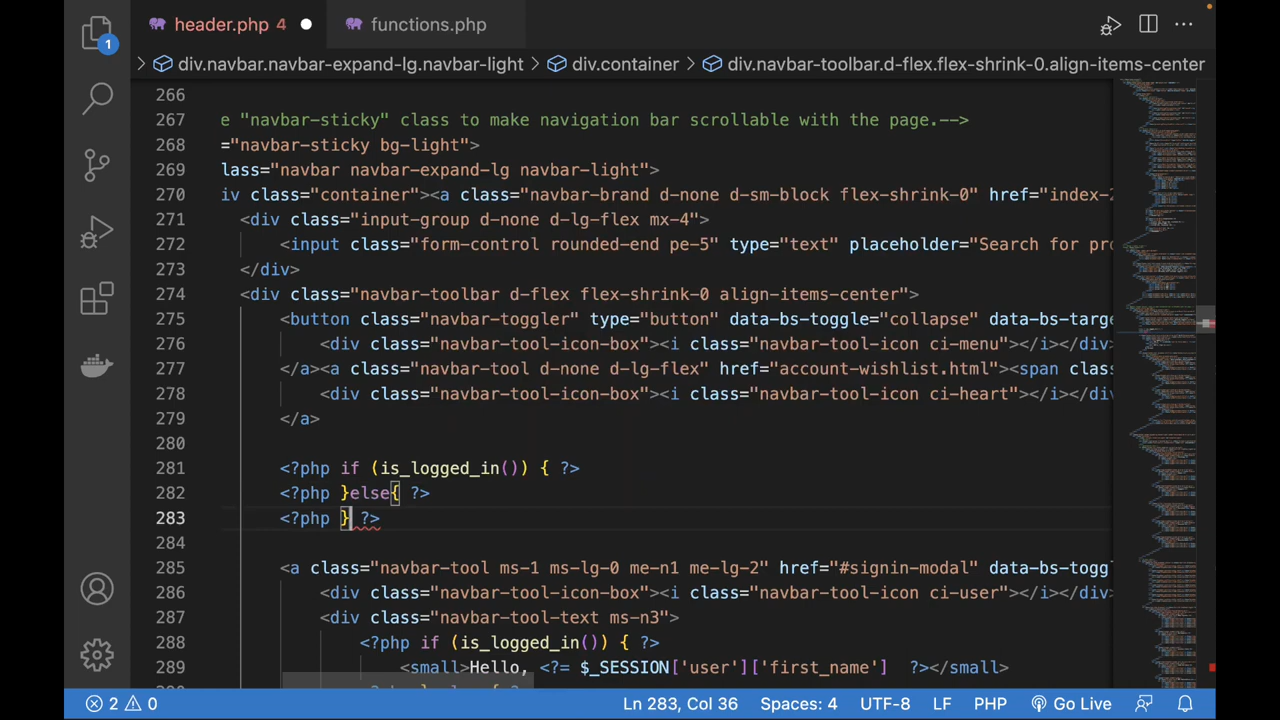 header.php 4
functions.php
1
div.navbar.navbar-expand-lg.navbar-light > div.container > div.navbar-toolbar.d-flex.flex-shrink-0.align-items-center
266
267 e "navbar-sticky" class to make navigation bar scrollable with the page.-->
268 ="navbar-sticky bg-light">
269 lass="navbar navbar-expand-lg navbar-light">
270 iv class="container"><a class="navbar-brand d-none d-sm-block flex-shrink-0" href="index-2
271 <div class="input-group d-none d-lg-flex mx-4">
272 <input class="form-control rounded-end pe-5" type="text" placeholder="Search for pro
273 </div>
274 <div class="navbar-toolbar d-flex flex-shrink-0 align-items-center">
275 <button class="navbar-toggler" type="button" data-bs-toggle="collapse" data-bs-targe
276 <div class="navbar-tool-icon-box"><i class="navbar-tool-icon ci-menu"></i></div>
277 </a><a class="navbar-tool d-none d-lg-flex" href="account-wishlist.html"><span class
278 <div class="navbar-tool-icon-box"><i class="navbar-tool-icon ci-heart"></i></div
279 </a>
280
281 <?php if (is_logged_in()) { ?>
282 <?php }else{ ?>
283 <?php } ?>
284
285 <a class="navbar-tool ms-1 ms-lg-0 me-n1 me-lg-2" href="#signin-modal" data-bs-toggl
286 <div class="navbar-tool-icon-box"><i class="navbar-tool-icon ci-user"></i></div>
287 <div class="navbar-tool-text ms-n3">
288 <?php if (is_logged_in()) { ?>
289 <small>Hello, <?= $_SESSION['user']['first_name'] ?></small>
2 0 Ln 283, Col 36 Spaces: 4 UTF-8 LF PHP Go Live